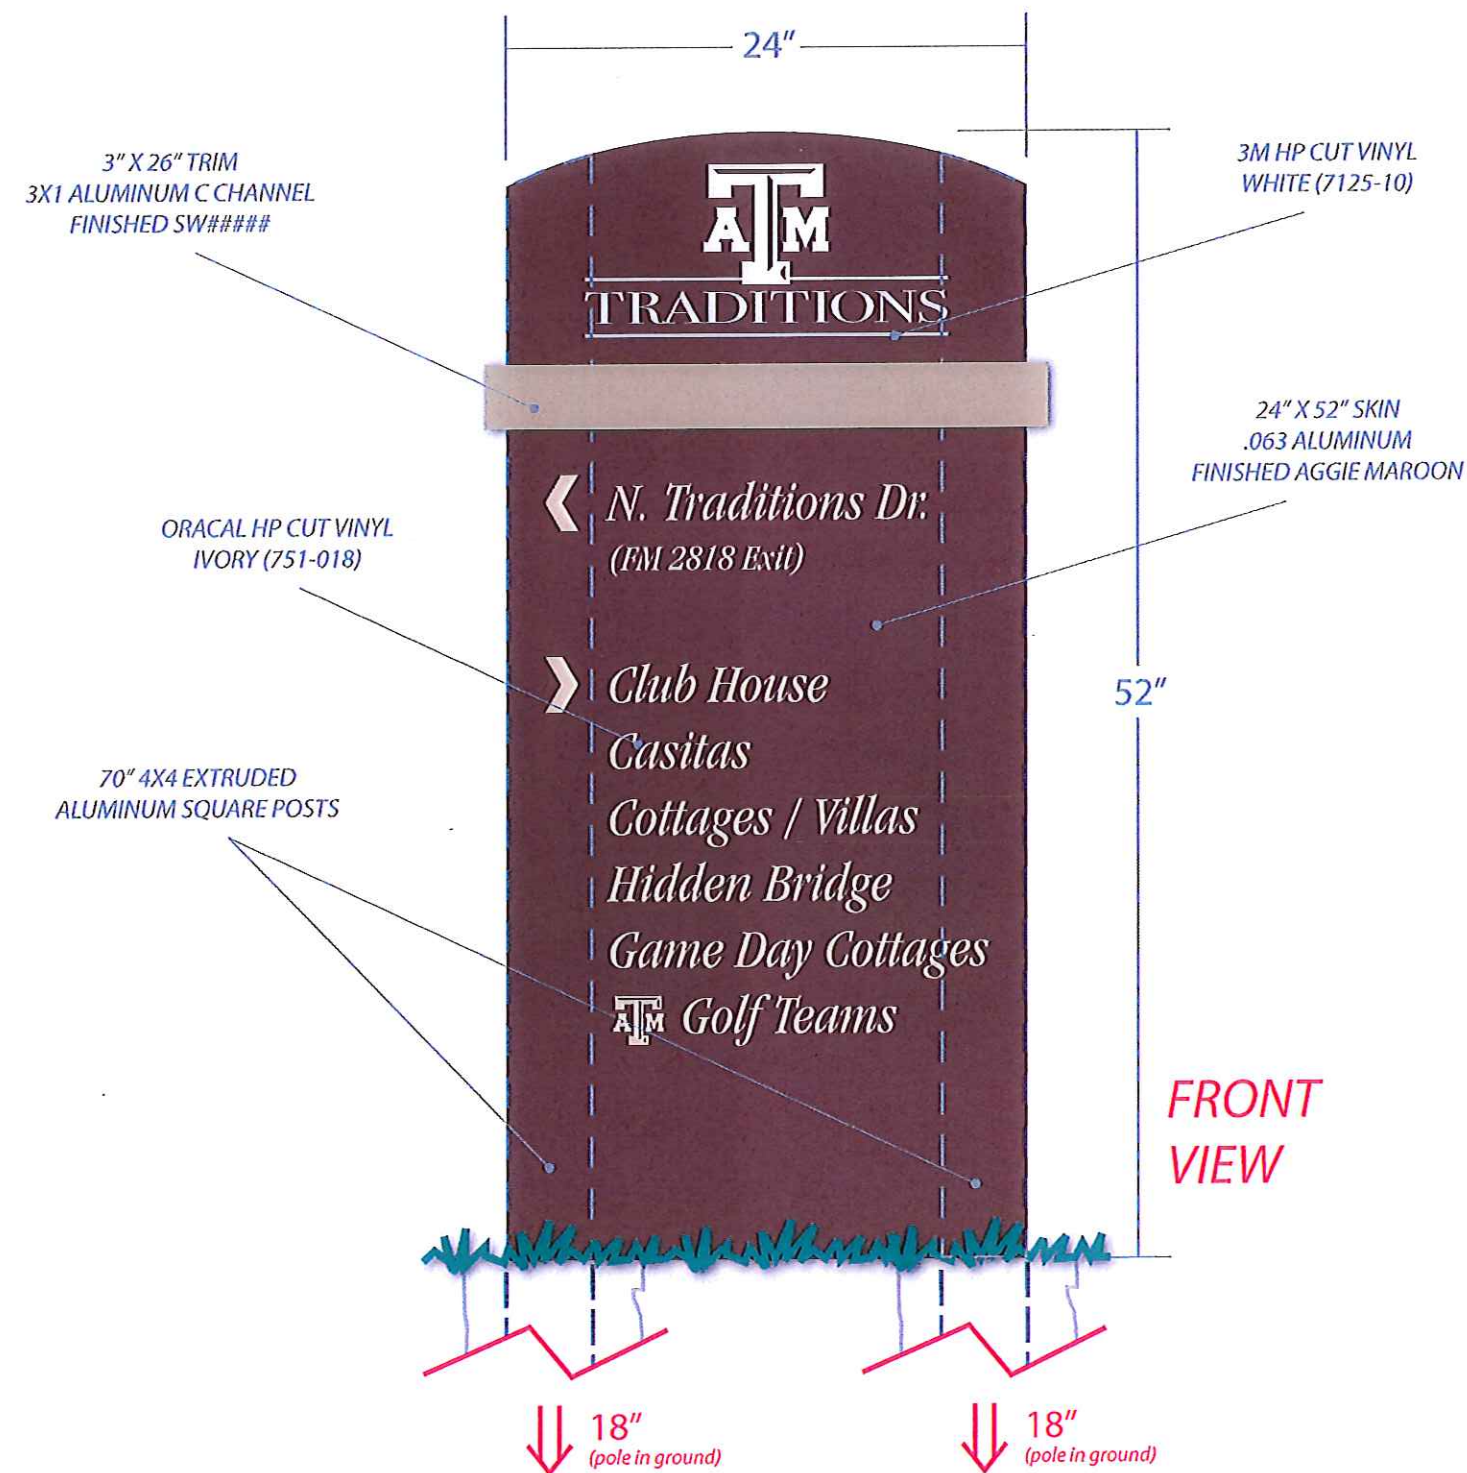 24"
3" X 26" TRIM
3X1 ALUMINUM C CHANNEL
FINISHED SW#####
3M HP CUT VINYL
WHITE (7125-10)
ATM
TRADITIONS
24" X 52" SKIN
.063 ALUMINUM
FINISHED AGGIE MAROON
ORACAL HP CUT VINYL
IVORY (751-018)
N. Traditions Dr.
(FM 2818 Exit)
Club House
52"
Casitas
70" 4X4 EXTRUDED
ALUMINUM SQUARE POSTS
Cottages / Villas
Hidden Bridge
Game Day Cottages
ATM Golf Teams
FRONT
VIEW
18"
(pole in ground)
18"
(pole in ground)